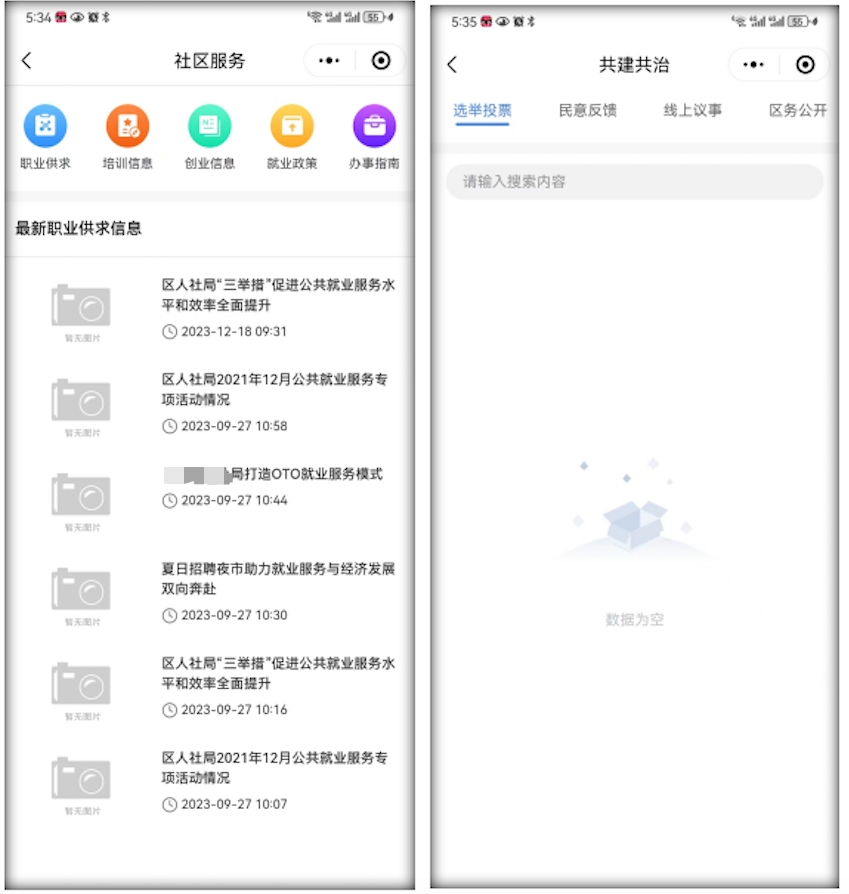 5:34
55
社区服务
职业供求
培训信息
创业信息
就业政策
办事指南
最新职业供求信息
暂无图片
区人社局“三举措”促进公共就业服务水
平和效率全面提升
2023-12-18 09:31
暂无图片
区人社局2021年12月公共就业服务专
项活动情况
2023-09-27 10:58
暂无图片
局打造OTO就业服务模式
2023-09-27 10:44
暂无图片
夏日招聘夜市助力就业服务与经济发展
双向奔赴
2023-09-27 10:30
暂无图片
区人社局“三举措”促进公共就业服务水
平和效率全面提升
2023-09-27 10:16
暂无图片
区人社局2021年12月公共就业服务专
项活动情况
2023-09-27 10:07
5:35
55
共建共治
选举投票
民意反馈
线上议事
区务公开
请输入搜索内容
数据为空